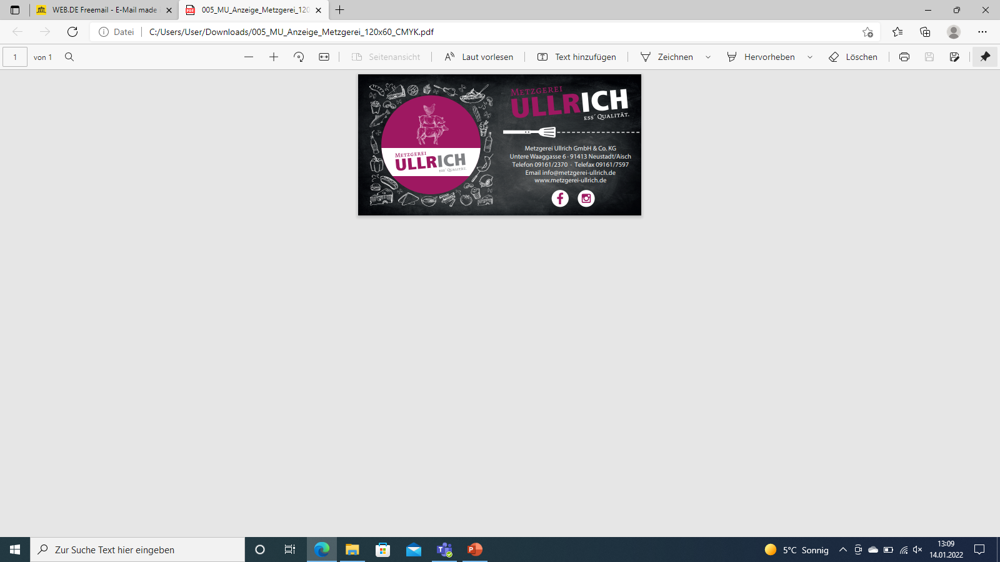 WEB.DE Freemail - E-Mail made
005_MU_Anzeige_Metzgerei_120
Datei
C:/Users/User/Downloads/005_MU_Anzeige_Metzgerei_120x60_CMYK.pdf
1 von 1
Seitenansicht
Laut vorlesen
Text hinzufügen
Zeichnen
Hervorheben
Löschen
METZGEREI
ULLRICH
ESS´ QUALITÄT.
METZGEREI
ULLRICH
ESS´ QUALITÄT.
Metzgerei Ullrich GmbH & Co. KG
Untere Waaggasse 6 · 91413 Neustadt/Aisch
Telefon 09161/2370 · Telefax 09161/7597
Email info@metzgerei-ullrich.de
www.metzgerei-ullrich.de
Zur Suche Text hier eingeben
5°C Sonnig
13:09
14.01.2022